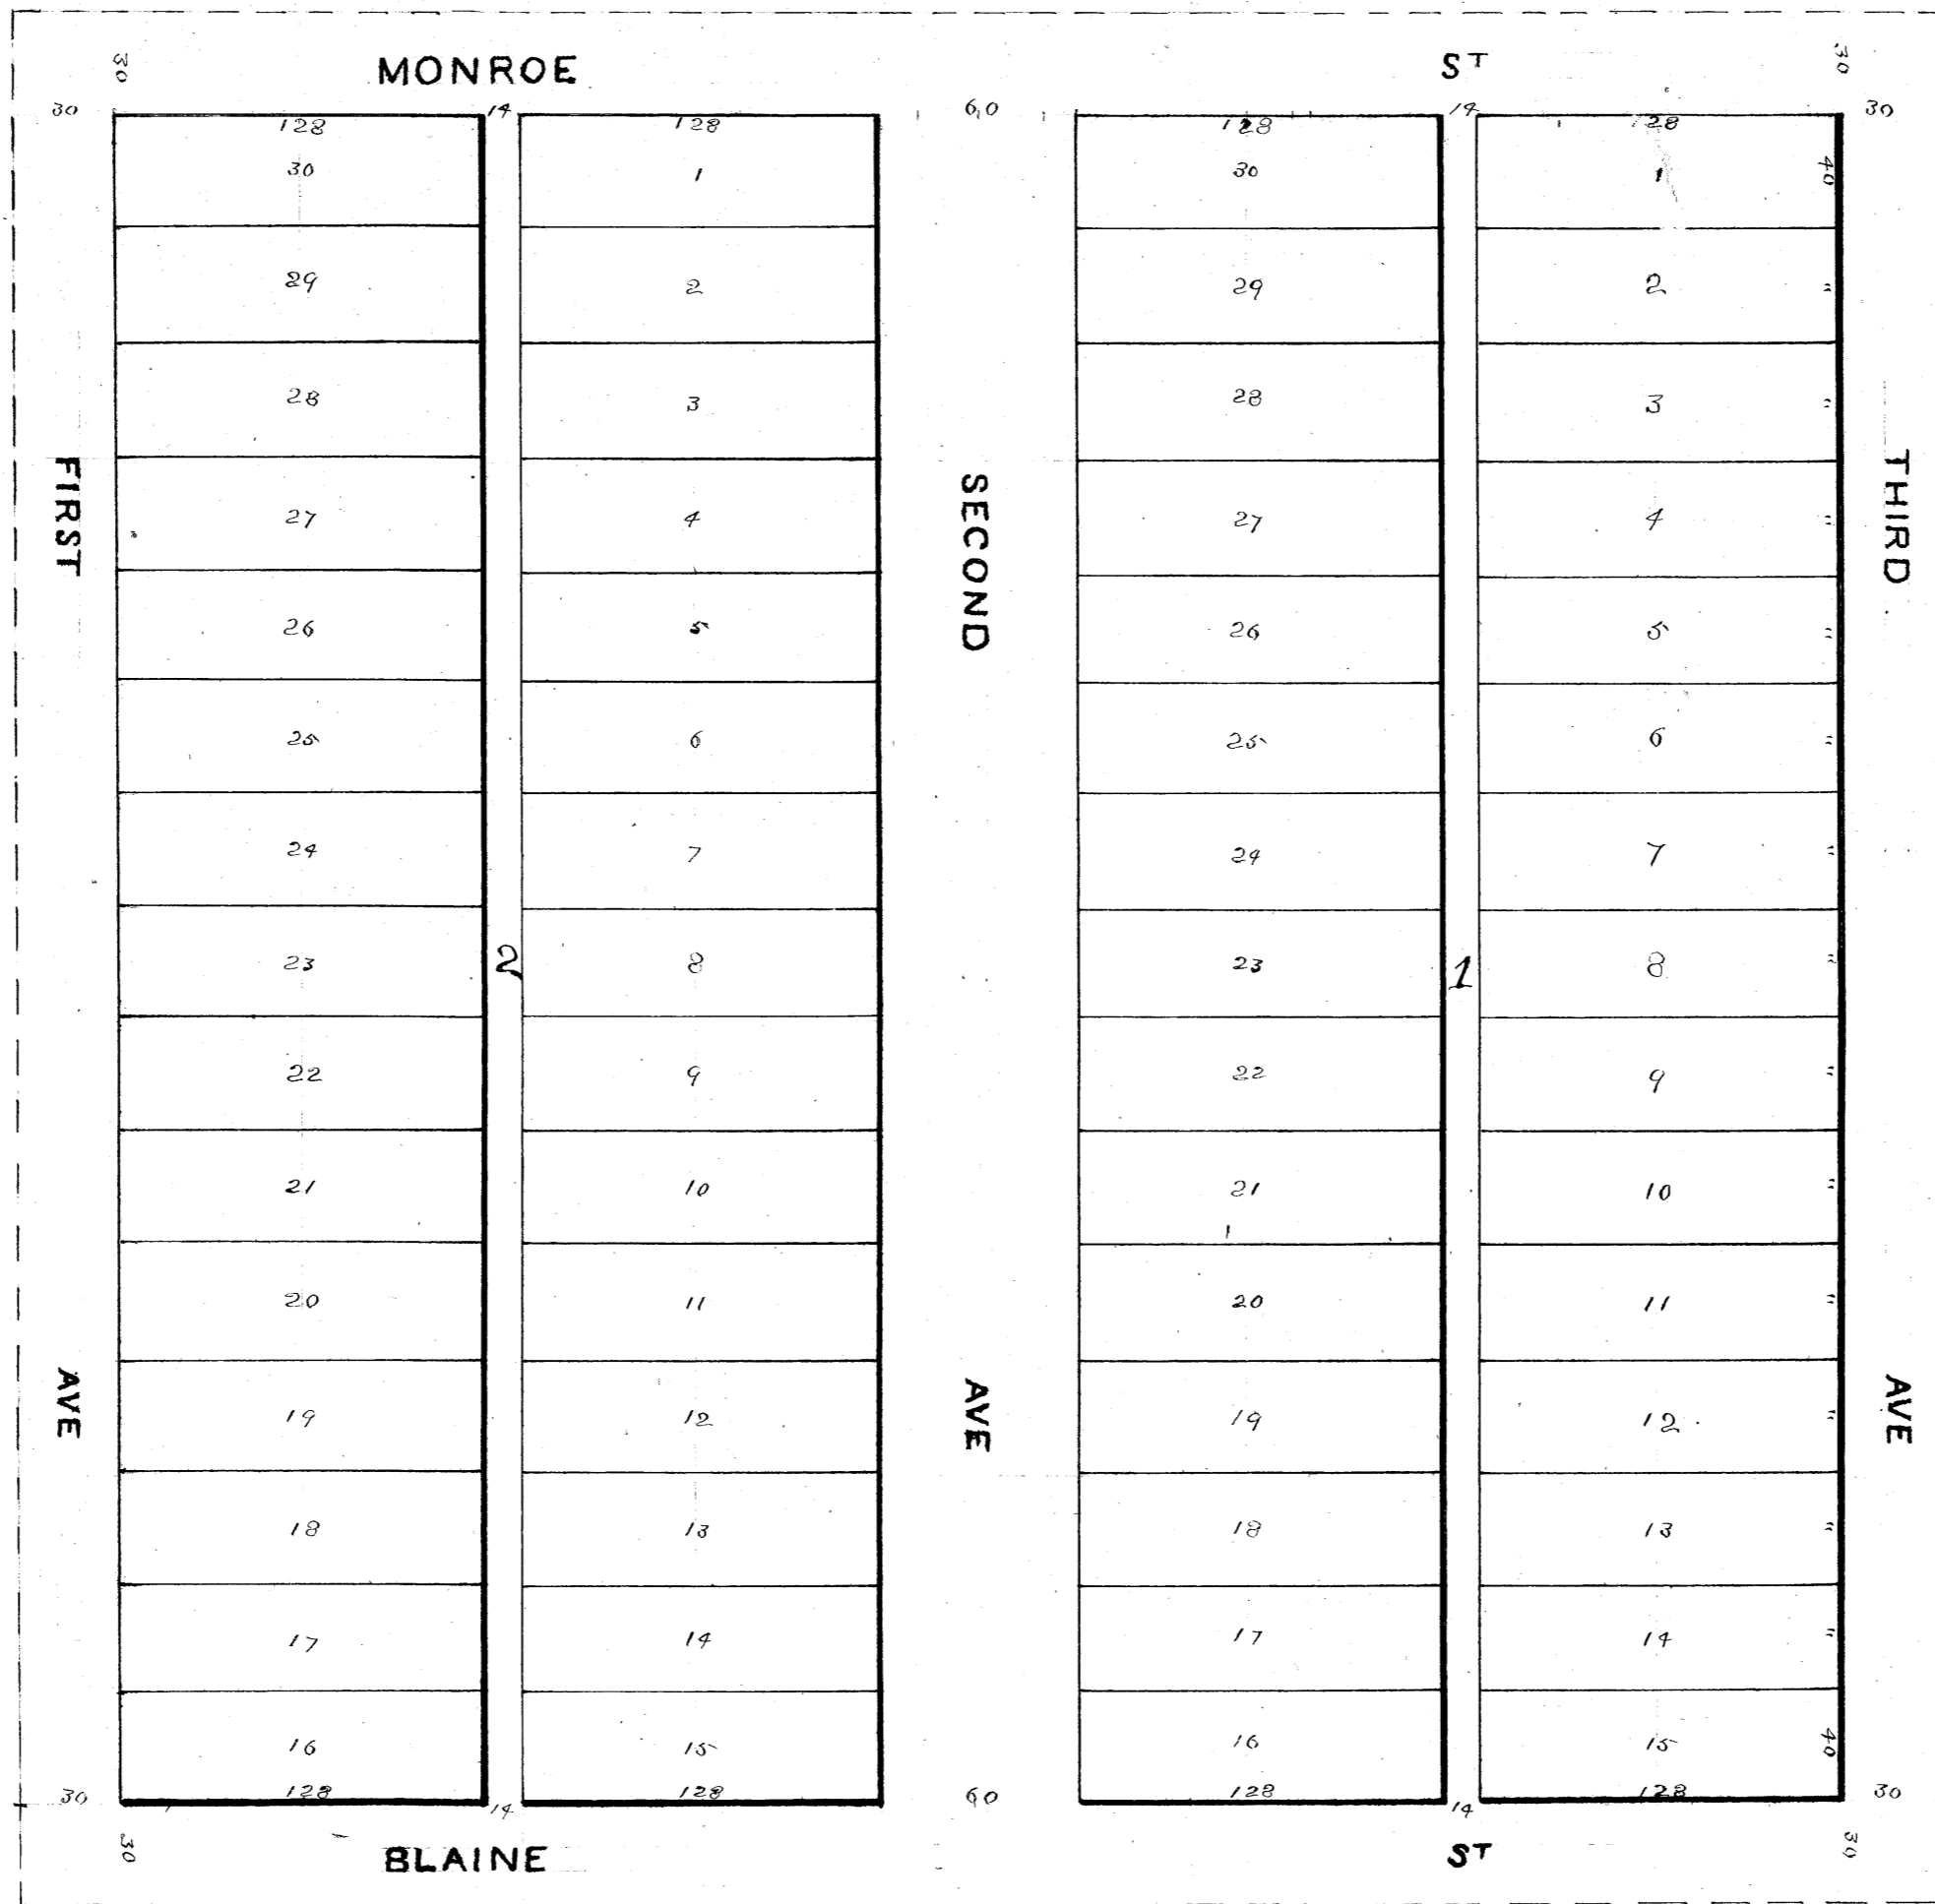 30 30
MONROE ST
30 14 60 14 30
128 128 128 128
30 1 30 1 40
29 2 29 2 "
28 3 28 3 "
27 4 27 4 "
26 5 26 5 "
25 6 25 6 "
24 7 24 7 "
23 8 23 8 "
2 1
22 9 22 9 "
21 10 21 10 "
20 11 20 11 "
19 12 19 12 "
18 13 18 13 "
17 14 17 14 "
16 15 16 15 40
128 128 128 128
30 14 60 14 30
30 30
BLAINE ST
FIRST AVE
SECOND AVE
THIRD AVE